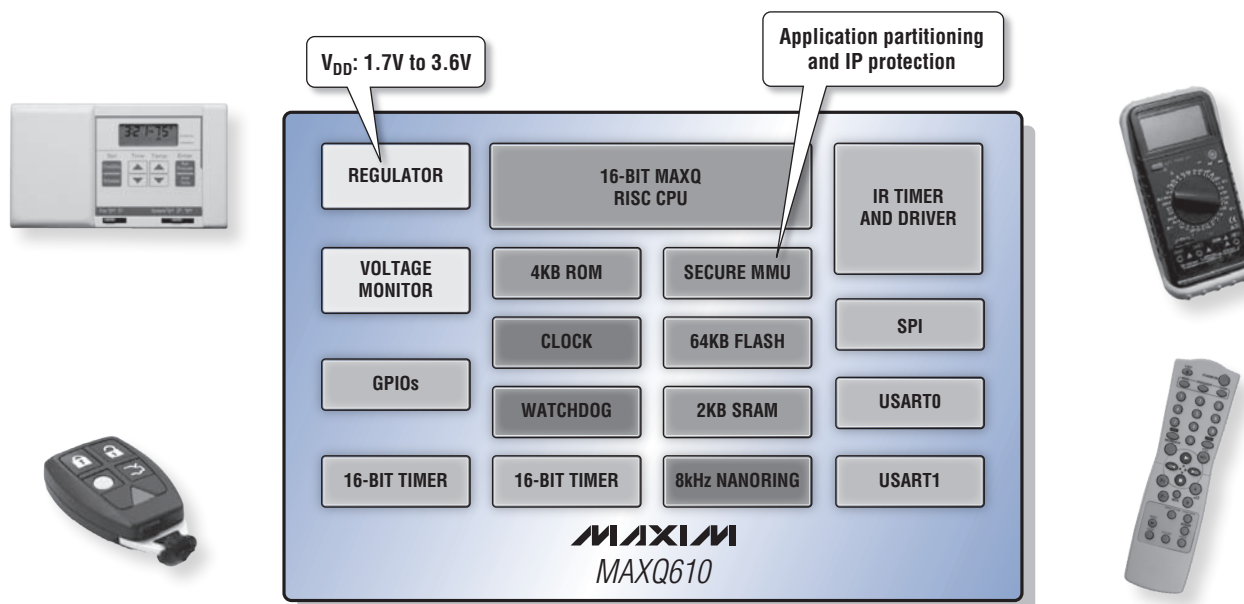 V_DD: 1.7V to 3.6V
Application partitioning
and IP protection
REGULATOR
16-BIT MAXQ
RISC CPU
IR TIMER
AND DRIVER
VOLTAGE
MONITOR
4KB ROM
SECURE MMU
CLOCK
64KB FLASH
SPI
GPIOs
WATCHDOG
2KB SRAM
USART0
16-BIT TIMER
16-BIT TIMER
8kHz NANORING
USART1
MAXIM
MAXQ610